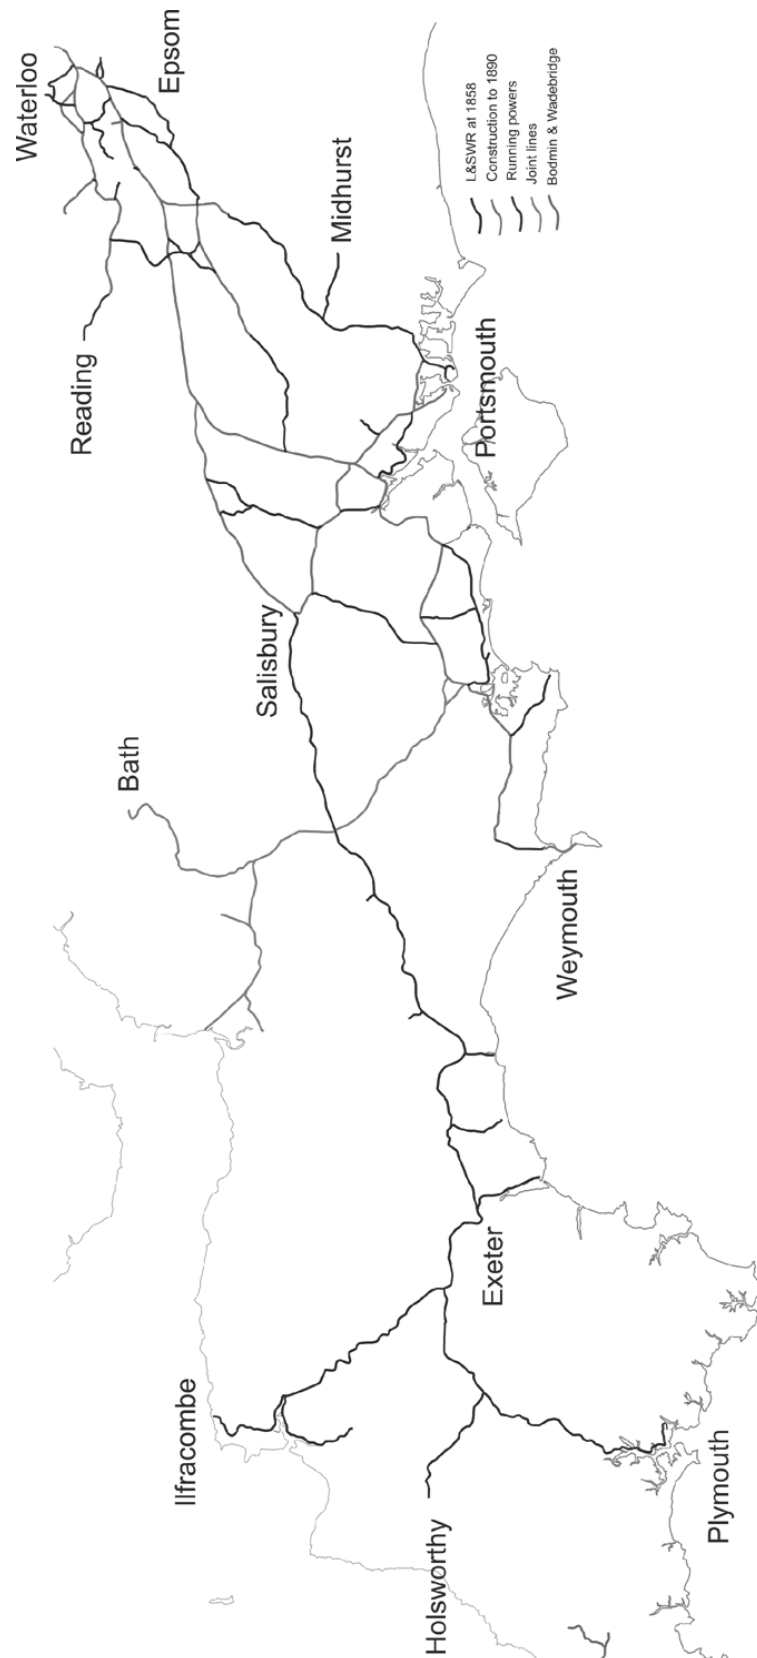 Waterloo
Epsom
Reading
Midhurst
Portsmouth
Salisbury
Bath
Weymouth
Exeter
Ilfracombe
Holsworthy
Plymouth
L&SWR at 1858
Construction to 1890
Running powers
Joint lines
Bodmin & Wadebridge